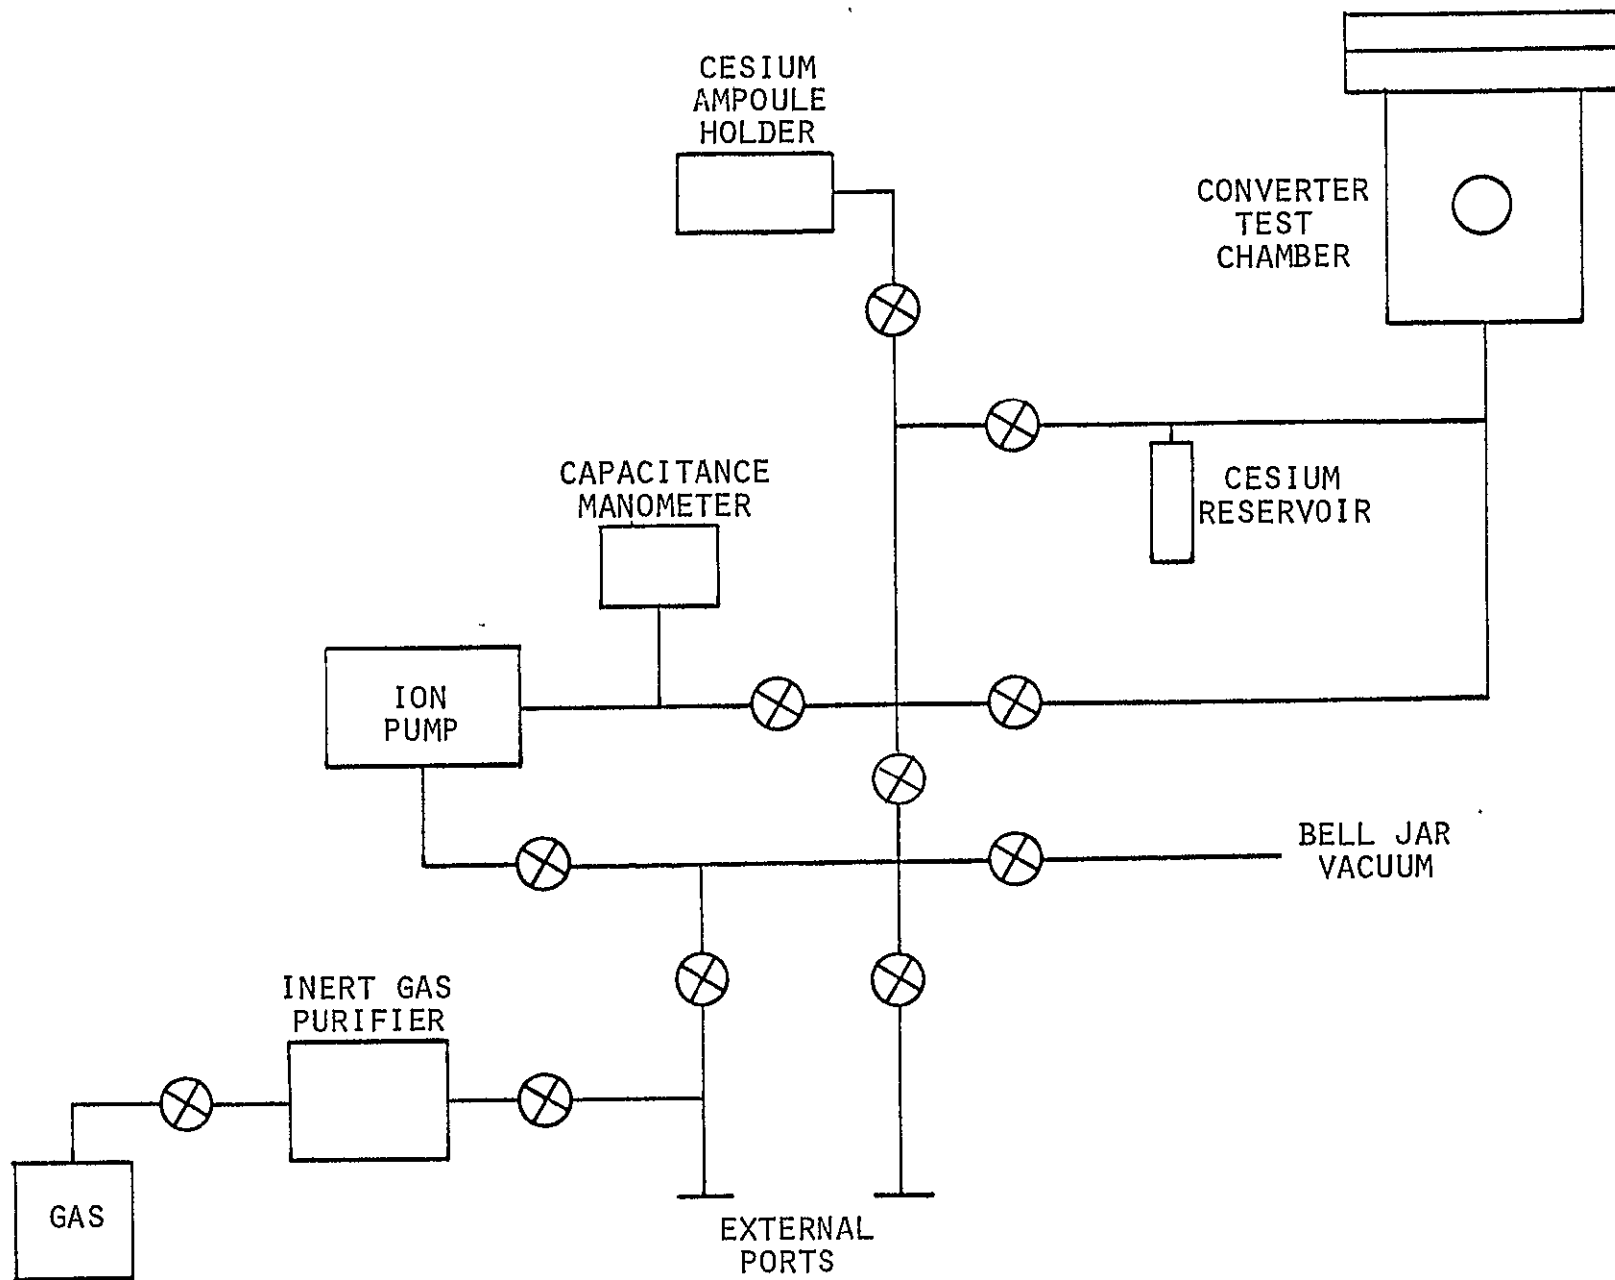 CESIUM
AMPOULE
HOLDER
CONVERTER
TEST
CHAMBER
CAPACITANCE
MANOMETER
CESIUM
RESERVOIR
ION
PUMP
BELL JAR
VACUUM
INERT GAS
PURIFIER
GAS
EXTERNAL
PORTS